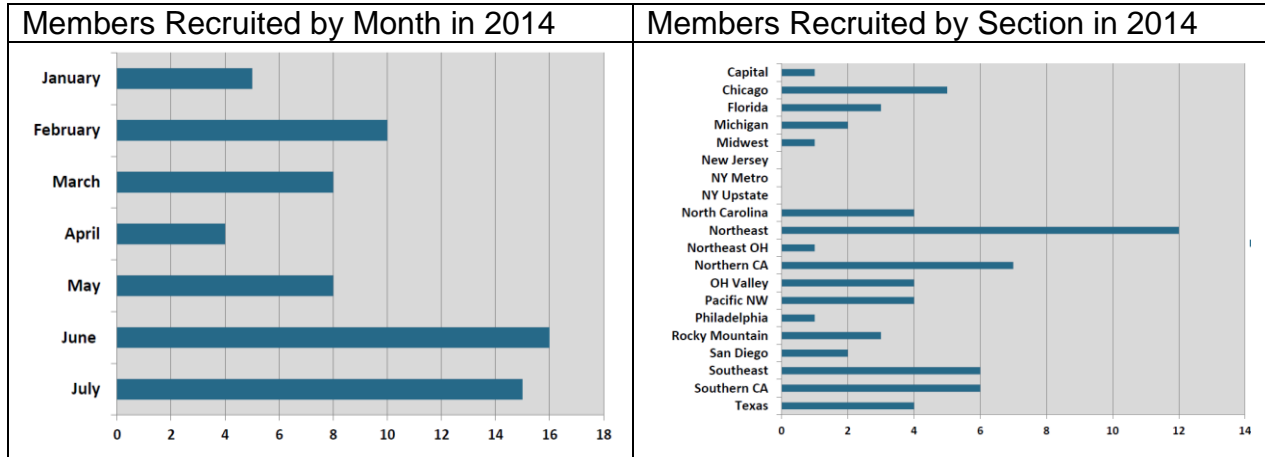 Members Recruited by Month in 2014
January
February
March
April
May
June
July
0 2 4 6 8 10 12 14 16 18
Members Recruited by Section in 2014
Capital
Chicago
Florida
Michigan
Midwest
New Jersey
NY Metro
NY Upstate
North Carolina
Northeast
Northeast OH
Northern CA
OH Valley
Pacific NW
Philadelphia
Rocky Mountain
San Diego
Southeast
Southern CA
Texas
0 2 4 6 8 10 12 14